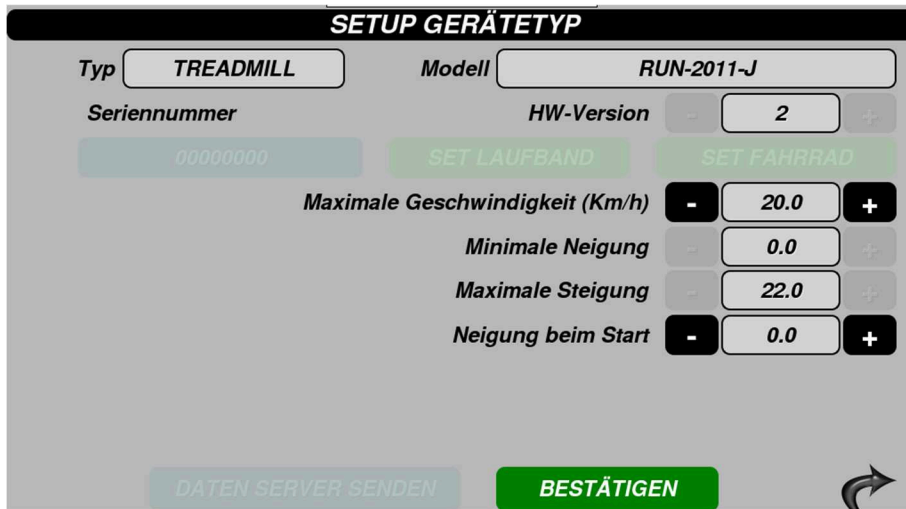 SETUP GERÄTETYP
Typ TREADMILL Modell RUN-2011-J
Seriennummer HW-Version - 2 +
00000000 SET LAUFBAND SET FAHRRAD
Maximale Geschwindigkeit (Km/h) - 20.0 +
Minimale Neigung - 0.0 +
Maximale Steigung - 22.0 +
Neigung beim Start - 0.0 +
DATEN SERVER SENDEN BESTÄTIGEN